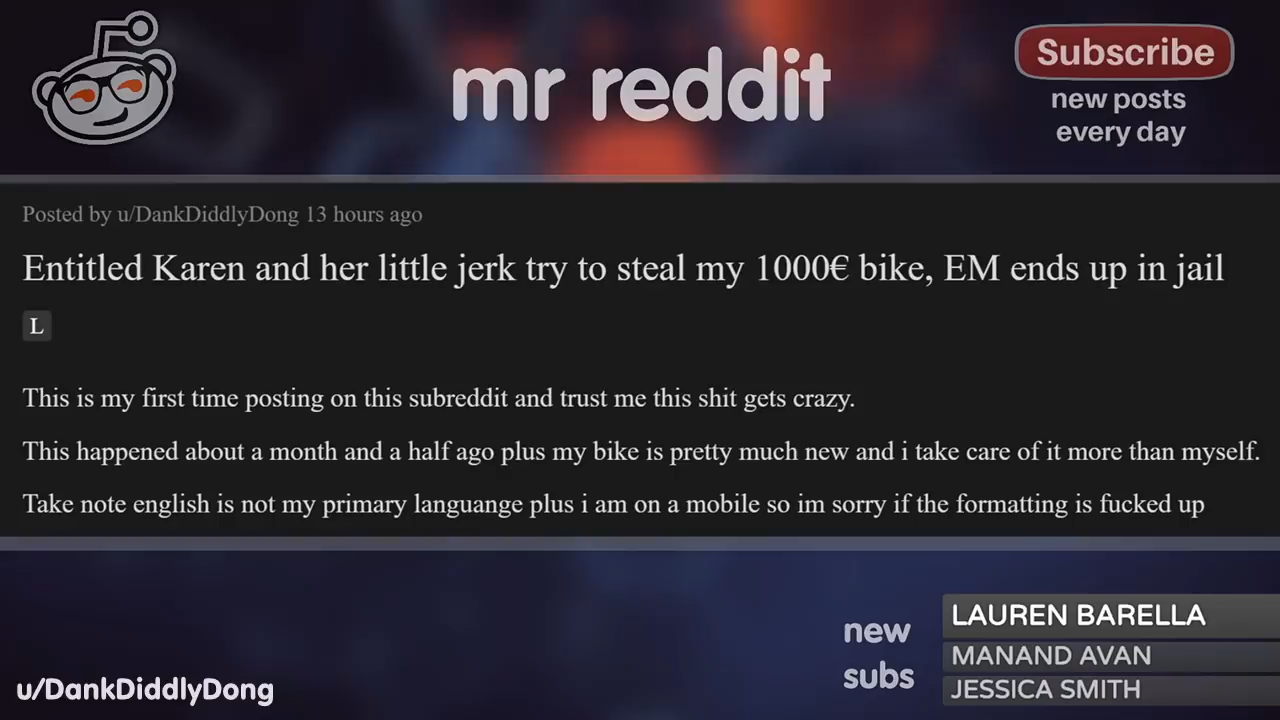 mr reddit
Subscribe
new posts
every day
Posted by u/DankDiddlyDong 13 hours ago
Entitled Karen and her little jerk try to steal my 1000€ bike, EM ends up in jail
L
This is my first time posting on this subreddit and trust me this shit gets crazy.
This happened about a month and a half ago plus my bike is pretty much new and i take care of it more than myself.
Take note english is not my primary languange plus i am on a mobile so im sorry if the formatting is fucked up
new
subs
LAUREN BARELLA
MANAND AVAN
JESSICA SMITH
u/DankDiddlyDong